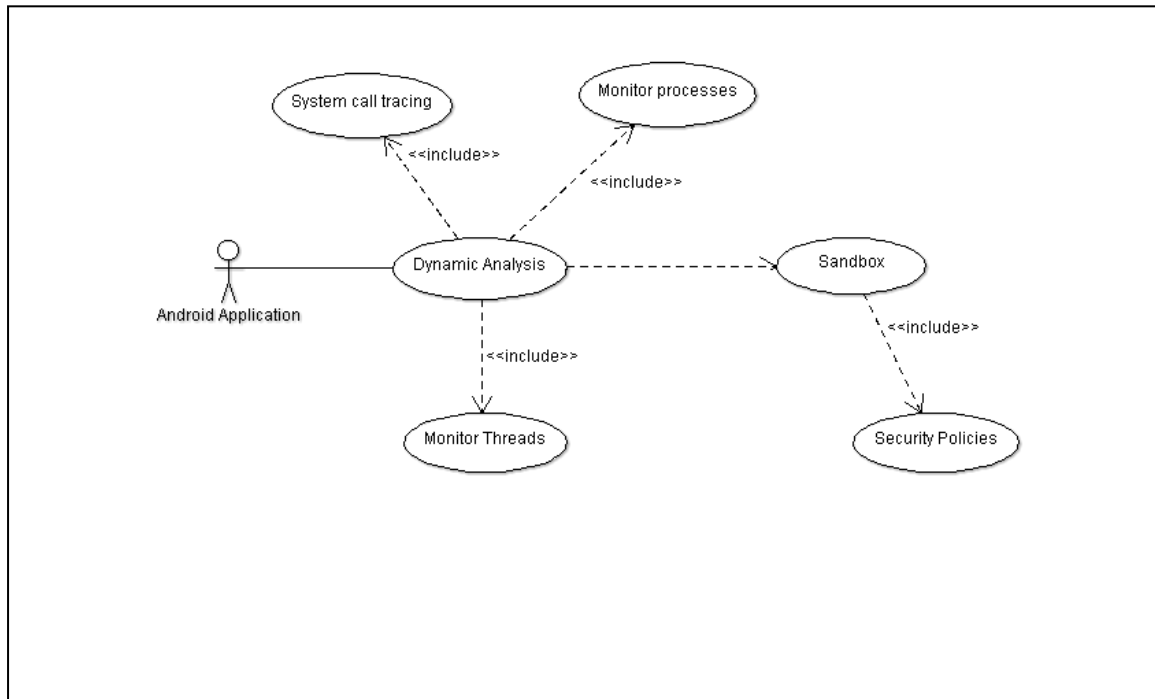 Monitor processes
System call tracing
<<include>>
<<include>>
Dynamic Analysis
Sandbox
Android Application
<<include>>
<<include>>
Monitor Threads
Security Policies